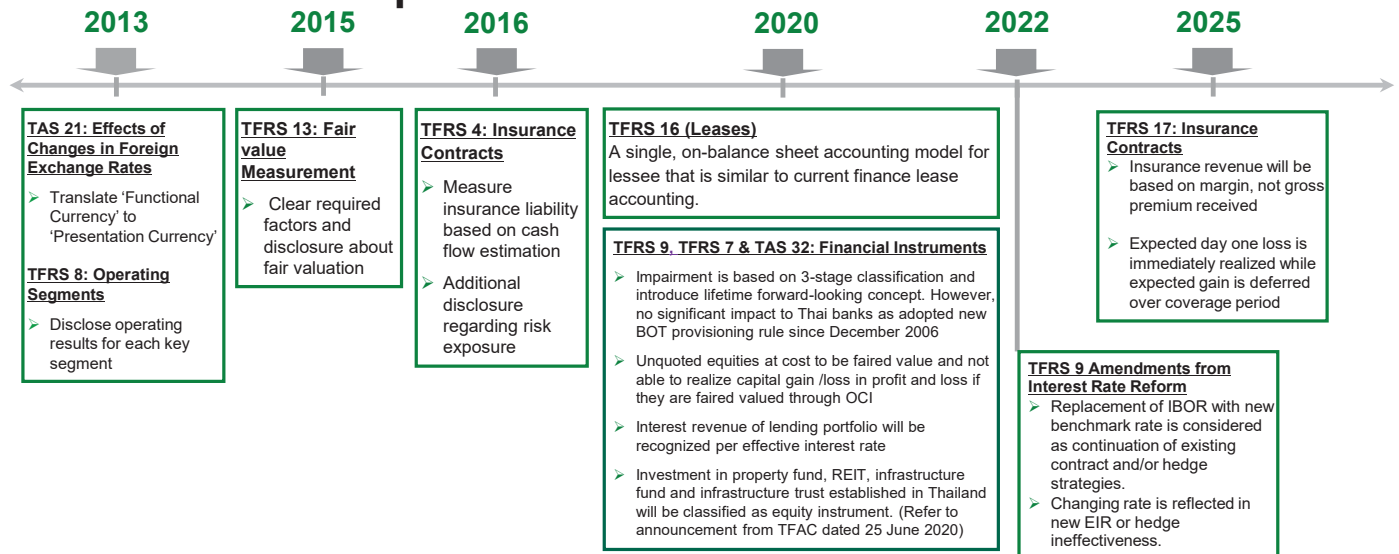 2013
2015
2016
2020
2022
2025
TAS 21: Effects of
Changes in Foreign
Exchange Rates
➢ Translate 'Functional
Currency' to
'Presentation Currency'
TFRS 8: Operating
Segments
➢ Disclose operating
results for each key
segment
TFRS 13: Fair
value
Measurement
➢ Clear required
factors and
disclosure about
fair valuation
TFRS 4: Insurance
Contracts
➢ Measure
insurance liability
based on cash
flow estimation
➢ Additional
disclosure
regarding risk
exposure
TFRS 16 (Leases)
A single, on-balance sheet accounting model for
lessee that is similar to current finance lease
accounting.
TFRS 9, TFRS 7 & TAS 32: Financial Instruments
➢ Impairment is based on 3-stage classification and
introduce lifetime forward-looking concept. However,
no significant impact to Thai banks as adopted new
BOT provisioning rule since December 2006
➢ Unquoted equities at cost to be faired value and not
able to realize capital gain /loss in profit and loss if
they are faired valued through OCI
➢ Interest revenue of lending portfolio will be
recognized per effective interest rate
➢ Investment in property fund, REIT, infrastructure
fund and infrastructure trust established in Thailand
will be classified as equity instrument. (Refer to
announcement from TFAC dated 25 June 2020)
TFRS 17: Insurance
Contracts
➢ Insurance revenue will be
based on margin, not gross
premium received
➢ Expected day one loss is
immediately realized while
expected gain is deferred
over coverage period
TFRS 9 Amendments from
Interest Rate Reform
➢ Replacement of IBOR with new
benchmark rate is considered
as continuation of existing
contract and/or hedge
strategies.
➢ Changing rate is reflected in
new EIR or hedge
ineffectiveness.